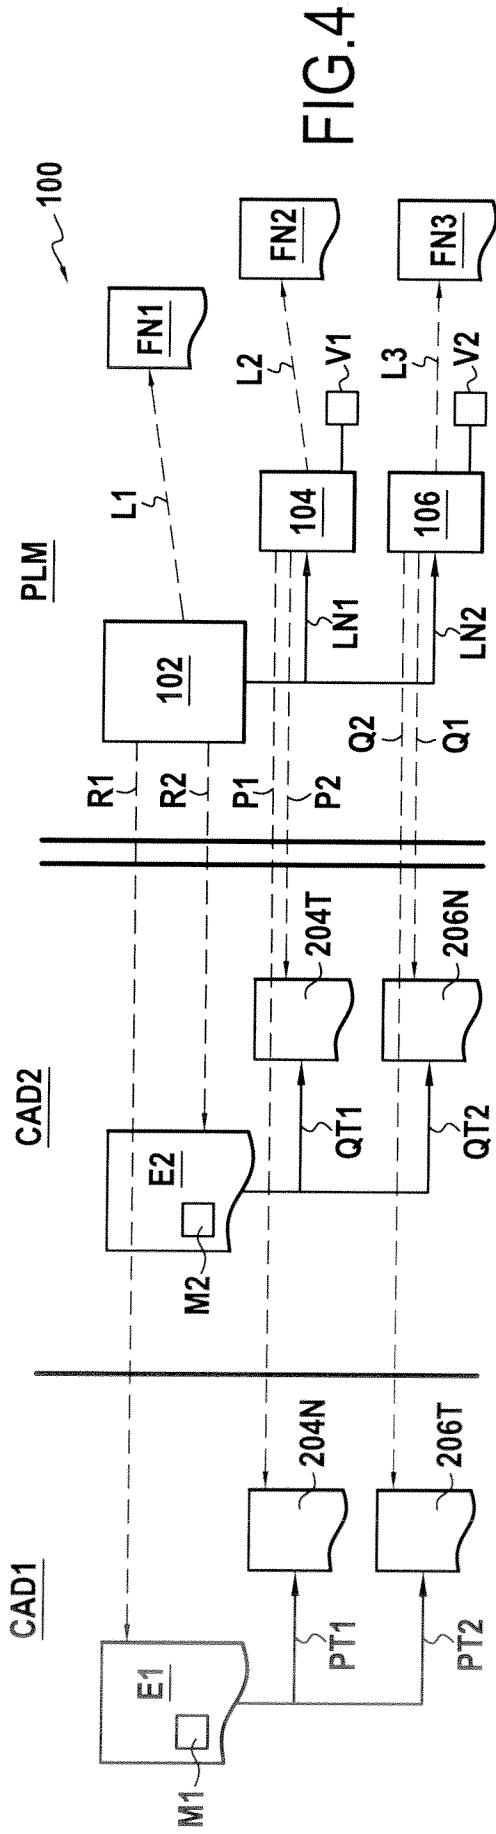 CAD1
CAD2
PLM
100
E1
M1
E2
M2
R1
R2
102
L1
FN1
PT1
204N
QT1
204T
P1
P2
LN1
104
L2
V1
FN2
PT2
206T
QT2
206N
Q2
Q1
LN2
106
L3
V2
FN3
FIG.4